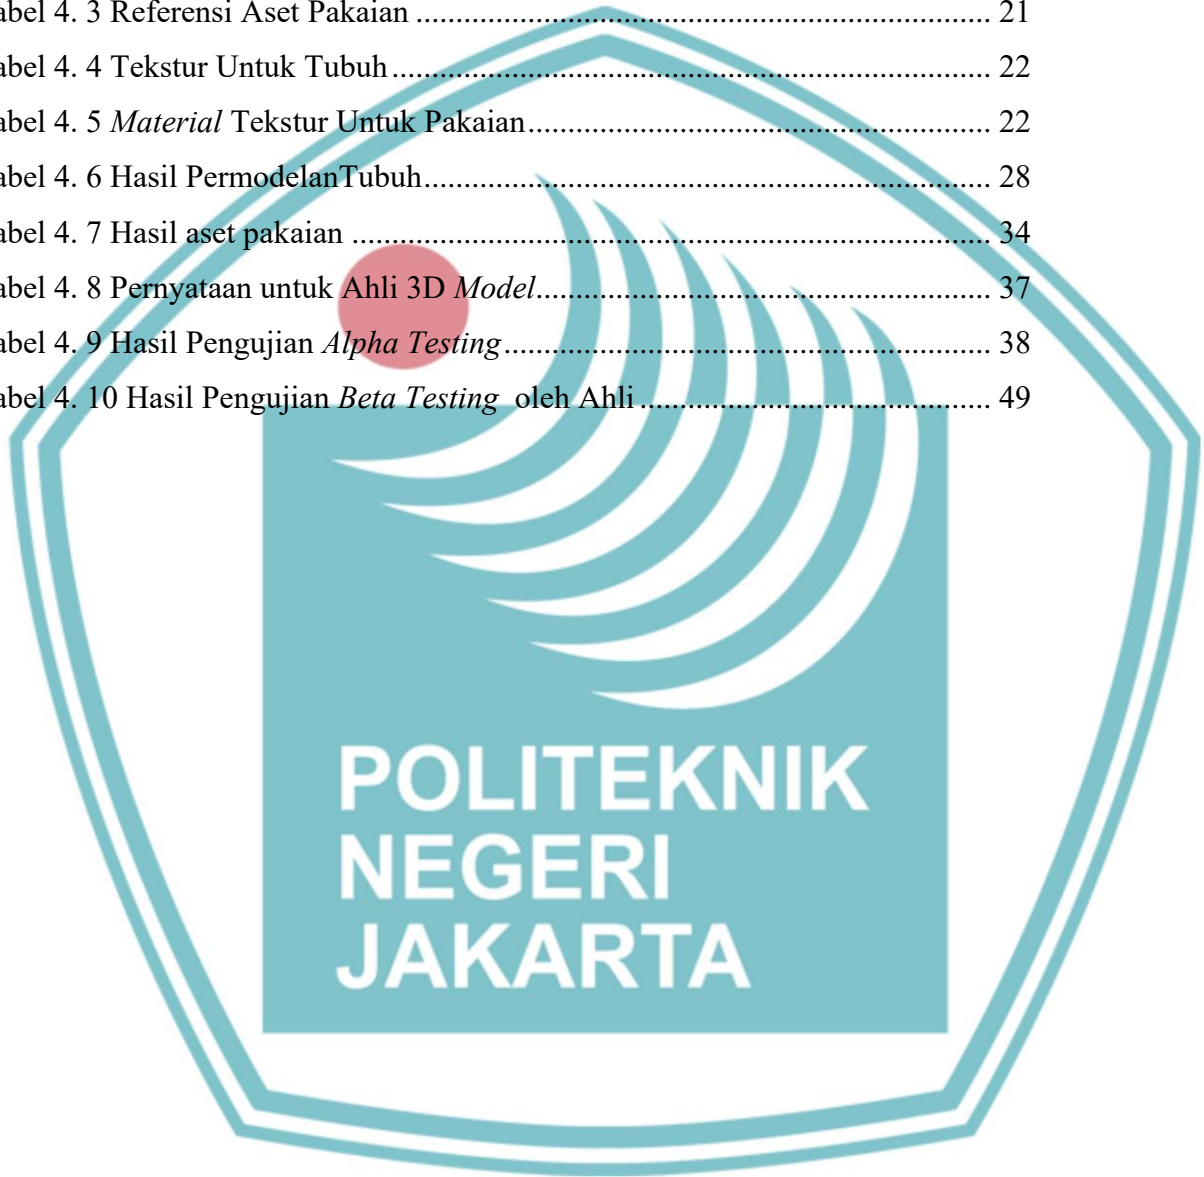 abel 4. 3 Referensi Aset Pakaian ........................................................................ 21
abel 4. 4 Tekstur Untuk Tubuh ........................................................................... 22
abel 4. 5 Material Tekstur Untuk Pakaian.......................................................... 22
abel 4. 6 Hasil PermodelanTubuh....................................................................... 28
abel 4. 7 Hasil aset pakaian ................................................................................ 34
abel 4. 8 Pernyataan untuk Ahli 3D Model......................................................... 37
abel 4. 9 Hasil Pengujian Alpha Testing ............................................................. 38
abel 4. 10 Hasil Pengujian Beta Testing  oleh Ahli ............................................ 49
POLITEKNIK
NEGERI
JAKARTA